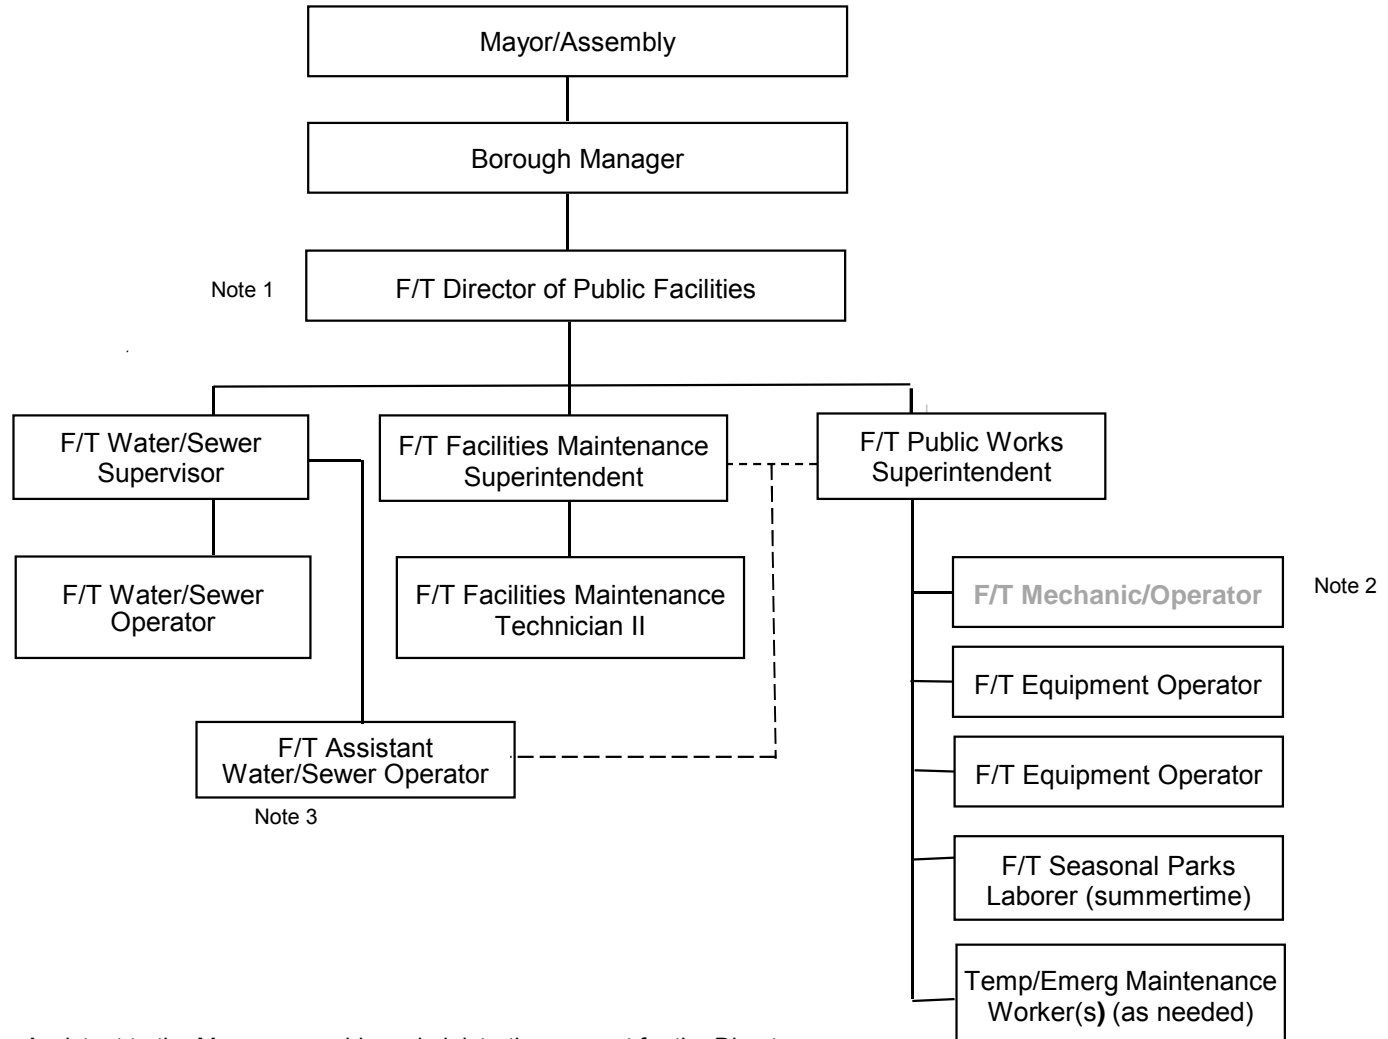 Mayor/Assembly
Borough Manager
Note 1
F/T Director of Public Facilities
F/T Water/Sewer
Supervisor
F/T Facilities Maintenance
Superintendent
F/T Public Works
Superintendent
F/T Water/Sewer
Operator
F/T Facilities Maintenance
Technician II
F/T Mechanic/Operator
Note 2
F/T Equipment Operator
F/T Assistant
Water/Sewer Operator
Note 3
F/T Equipment Operator
F/T Seasonal Parks
Laborer (summertime)
Temp/Emerg Maintenance
Worker(s) (as needed)